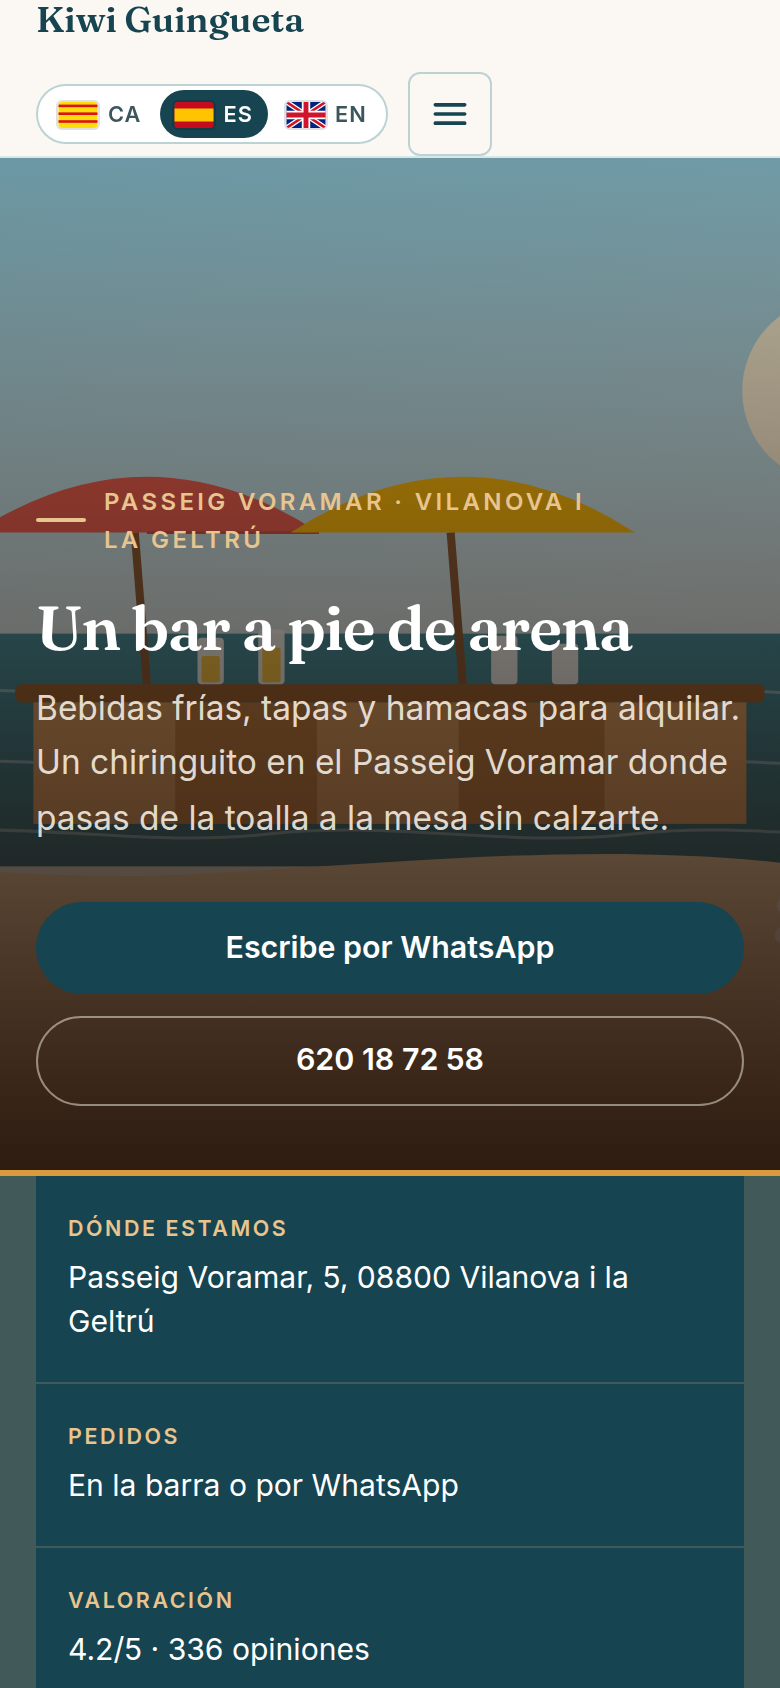 Kiwi Guingueta
CA ES EN
PASSEIG VORAMAR · VILANOVA I
LA GELTRÚ
Un bar a pie de arena
Bebidas frías, tapas y hamacas para alquilar.
Un chiringuito en el Passeig Voramar donde
pasas de la toalla a la mesa sin calzarte.
Escribe por WhatsApp
620 18 72 58
DÓNDE ESTAMOS
Passeig Voramar, 5, 08800 Vilanova i la
Geltrú
PEDIDOS
En la barra o por WhatsApp
VALORACIÓN
4.2/5 · 336 opiniones